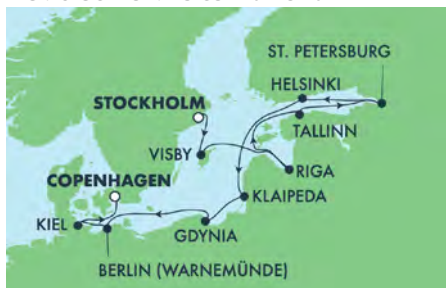 ST. PETERSBURG
HELSINKI
STOCKHOLM
TALLINN
VISBY
RIGA
COPENHAGEN
KLAIPEDA
KIEL
GDYNIA
BERLIN (WARNEMÜNDE)